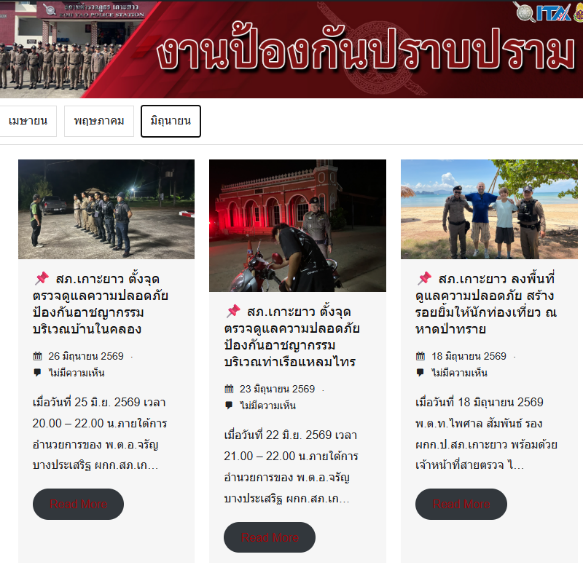 ITA
งานป้องกันปราบปราม
เมษายน
พฤษภาคม
มิถุนายน
📌 สภ.เกาะยาว ตั้งจุด
ตรวจดูแลความปลอดภัย
ป้องกันอาชญากรรม
บริเวณบ้านในคลอง
26 มิถุนายน 2569 -
ไม่มีความเห็น
เมื่อวันที่ 25 มิ.ย. 2569 เวลา
20.00 – 22.00 น.ภายใต้การ
อำนวยการของ พ.ต.อ.จรัญ
บางประเสริฐ ผกก.สภ.เก…
Read More
📌 สภ.เกาะยาว ตั้งจุด
ตรวจดูแลความปลอดภัย
ป้องกันอาชญากรรม
บริเวณท่าเรือแหลมไทร
23 มิถุนายน 2569 -
ไม่มีความเห็น
เมื่อวันที่ 22 มิ.ย. 2569 เวลา
21.00 – 22.00 น.ภายใต้การ
อำนวยการของ พ.ต.อ.จรัญ
บางประเสริฐ ผกก.สภ.เก…
Read More
📌 สภ.เกาะยาว ลงพื้นที่
ดูแลความปลอดภัย สร้าง
รอยยิ้มให้นักท่องเที่ยว ณ
หาดป่าทราย
18 มิถุนายน 2569 -
ไม่มีความเห็น
เมื่อวันที่ 18 มิถุนายน 2569
พ.ต.ท.ไพศาล สัมพันธ์ รอง
ผกก.ป.สภ.เกาะยาว พร้อมด้วย
เจ้าหน้าที่สายตรวจ ไ…
Read More